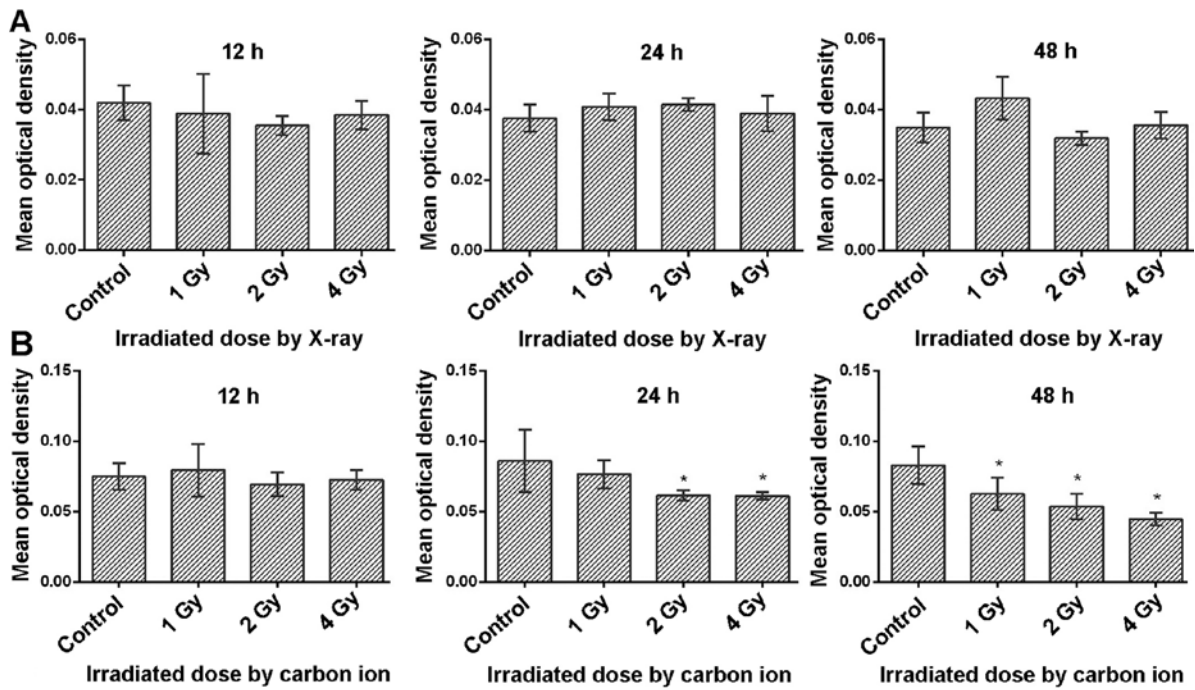 A
Mean optical density
0.06
0.04
0.02
0.00
12 h
Control
1 Gy
2 Gy
4 Gy
Irradiated dose by X-ray
Mean optical density
0.06
0.04
0.02
0.00
24 h
Control
1 Gy
2 Gy
4 Gy
Irradiated dose by X-ray
Mean optical density
0.06
0.04
0.02
0.00
48 h
Control
1 Gy
2 Gy
4 Gy
Irradiated dose by X-ray
B
Mean optical density
0.15
0.10
0.05
0.00
12 h
Control
1 Gy
2 Gy
4 Gy
Irradiated dose by carbon ion
Mean optical density
0.15
0.10
0.05
0.00
24 h
* *
Control
1 Gy
2 Gy
4 Gy
Irradiated dose by carbon ion
Mean optical density
0.15
0.10
0.05
0.00
48 h
* * *
Control
1 Gy
2 Gy
4 Gy
Irradiated dose by carbon ion